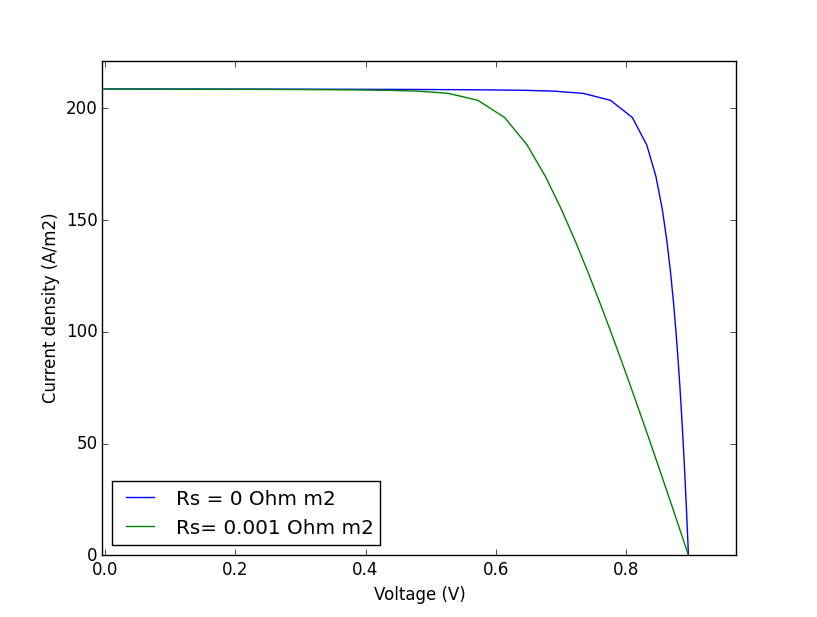 200
150
100
50
0
0.0 0.2 0.4 0.6 0.8
Current density (A/m2)
Voltage (V)
Rs = 0 Ohm m2
Rs= 0.001 Ohm m2